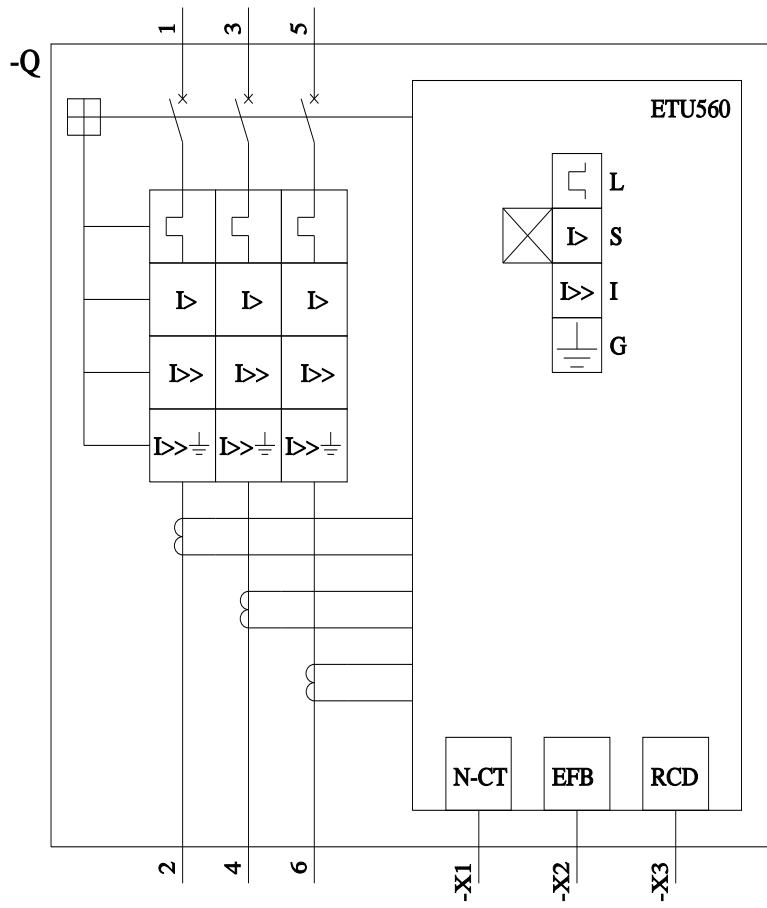 1 3 5
-Q
ETU560
L
I> S
I>> I
G
I> I> I>
I>> I>> I>>
I>> I>> I>>
N-CT EFB RCD
2 4 6 -X1 -X2 -X3